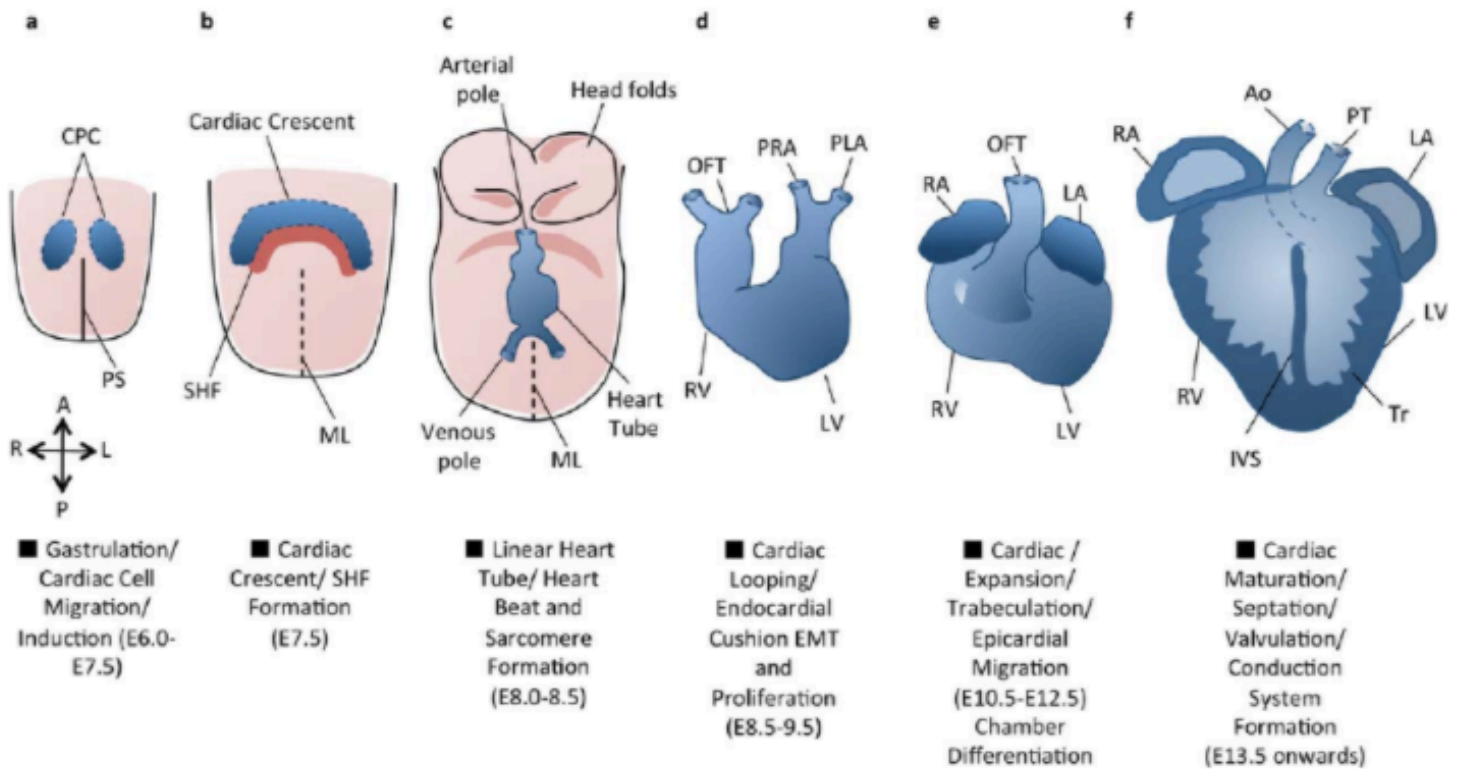 a
b
c
d
e
f
CPC
PS
A
R
L
P
Cardiac Crescent
SHF
ML
Arterial
pole
Head folds
Venous
pole
ML
Heart
Tube
OFT
PRA
PLA
RV
LV
OFT
RA
LA
RV
LV
Ao
PT
RA
LA
LV
RV
Tr
IVS
■ Gastrulation/
Cardiac Cell
Migration/
Induction (E6.0-
E7.5)
■ Cardiac
Crescent/ SHF
Formation
(E7.5)
■ Linear Heart
Tube/ Heart
Beat and
Sarcomere
Formation
(E8.0-8.5)
■ Cardiac
Looping/
Endocardial
Cushion EMT
and
Proliferation
(E8.5-9.5)
■ Cardiac /
Expansion/
Trabeculation/
Epicardial
Migration
(E10.5-E12.5)
Chamber
Differentiation
■ Cardiac
Maturation/
Septation/
Valvulation/
Conduction
System
Formation
(E13.5 onwards)